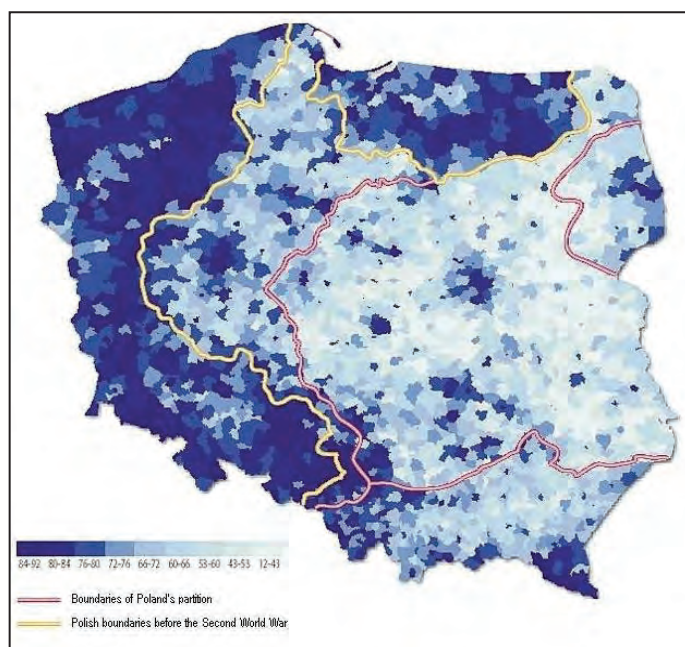 84-92 80-84 76-80 72-76 66-72 60-66 53-60 43-53 12-43
Boundaries of Poland's partition
Polish boundaries before the Second World War